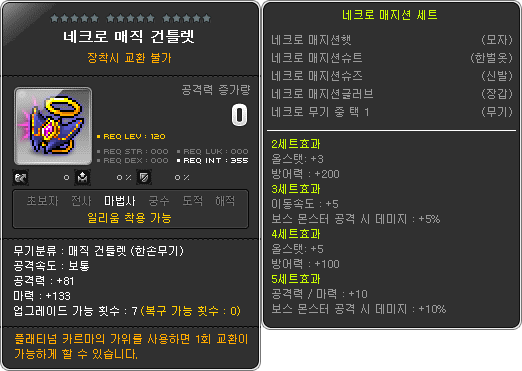 네크로 매직 건틀렛
장착시 교환 불가
공격력 증가량
0
REQ LEV : 120
REQ STR : 000
REQ LUK : 000
REQ DEX : 000
REQ INT : 355
0
0 %
0 %
초보자 전사 마법사 궁수 도적 해적
일리움 착용 가능
무기분류 : 매직 건틀렛 (한손무기)
공격속도 : 보통
공격력 : +81
마력 : +133
업그레이드 가능 횟수 : 7 (복구 가능 횟수 : 0)
플래티넘 카르마의 가위를 사용하면 1회 교환이
가능하게 할 수 있습니다.
네크로 매지션 세트
네크로 매지션햇 (모자)
네크로 매지션슈트 (한벌옷)
네크로 매지션슈즈 (신발)
네크로 매지션글러브 (장갑)
네크로 무기 중 택 1 (무기)
2세트효과
올스탯: +3
방어력 : +200
3세트효과
이동속도 : +5
보스 몬스터 공격 시 데미지 : +5%
4세트효과
올스탯: +5
방어력 : +100
5세트효과
공격력 / 마력 : +10
보스 몬스터 공격 시 데미지 : +10%